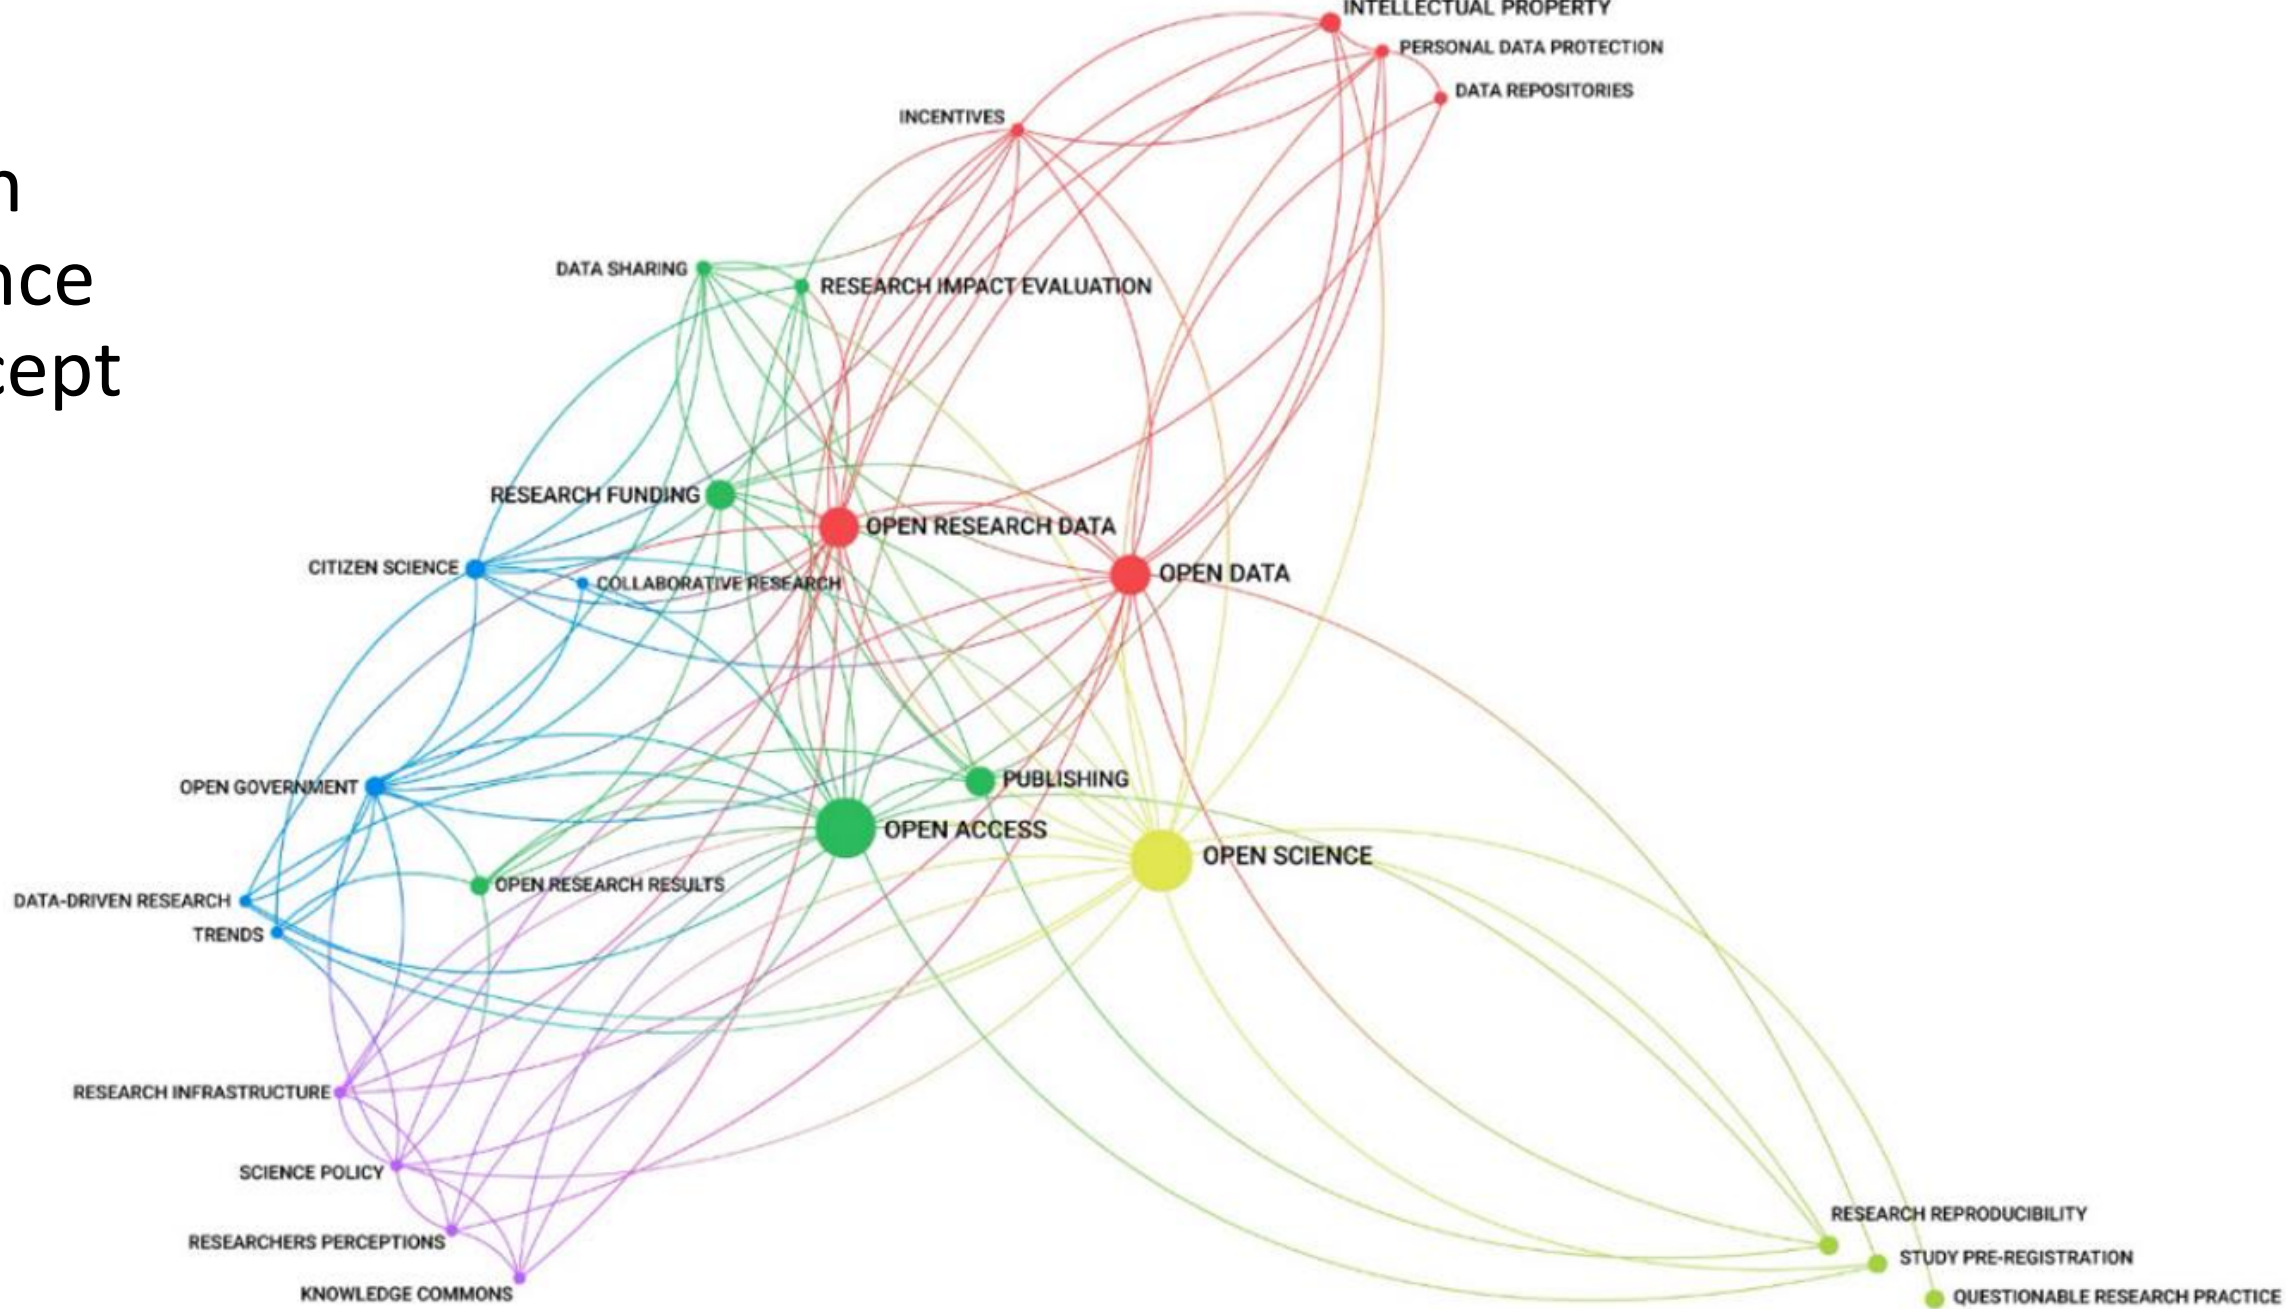 INTELLECTUAL PROPERTY
PERSONAL DATA PROTECTION
DATA REPOSITORIES
INCENTIVES
DATA SHARING
RESEARCH IMPACT EVALUATION
RESEARCH FUNDING
OPEN RESEARCH DATA
CITIZEN SCIENCE
COLLABORATIVE RESEARCH
OPEN DATA
OPEN GOVERNMENT
PUBLISHING
OPEN ACCESS
OPEN SCIENCE
OPEN RESEARCH RESULTS
DATA-DRIVEN RESEARCH
TRENDS
RESEARCH INFRASTRUCTURE
SCIENCE POLICY
RESEARCHERS PERCEPTIONS
KNOWLEDGE COMMONS
RESEARCH REPRODUCIBILITY
STUDY PRE-REGISTRATION
QUESTIONABLE RESEARCH PRACTICE